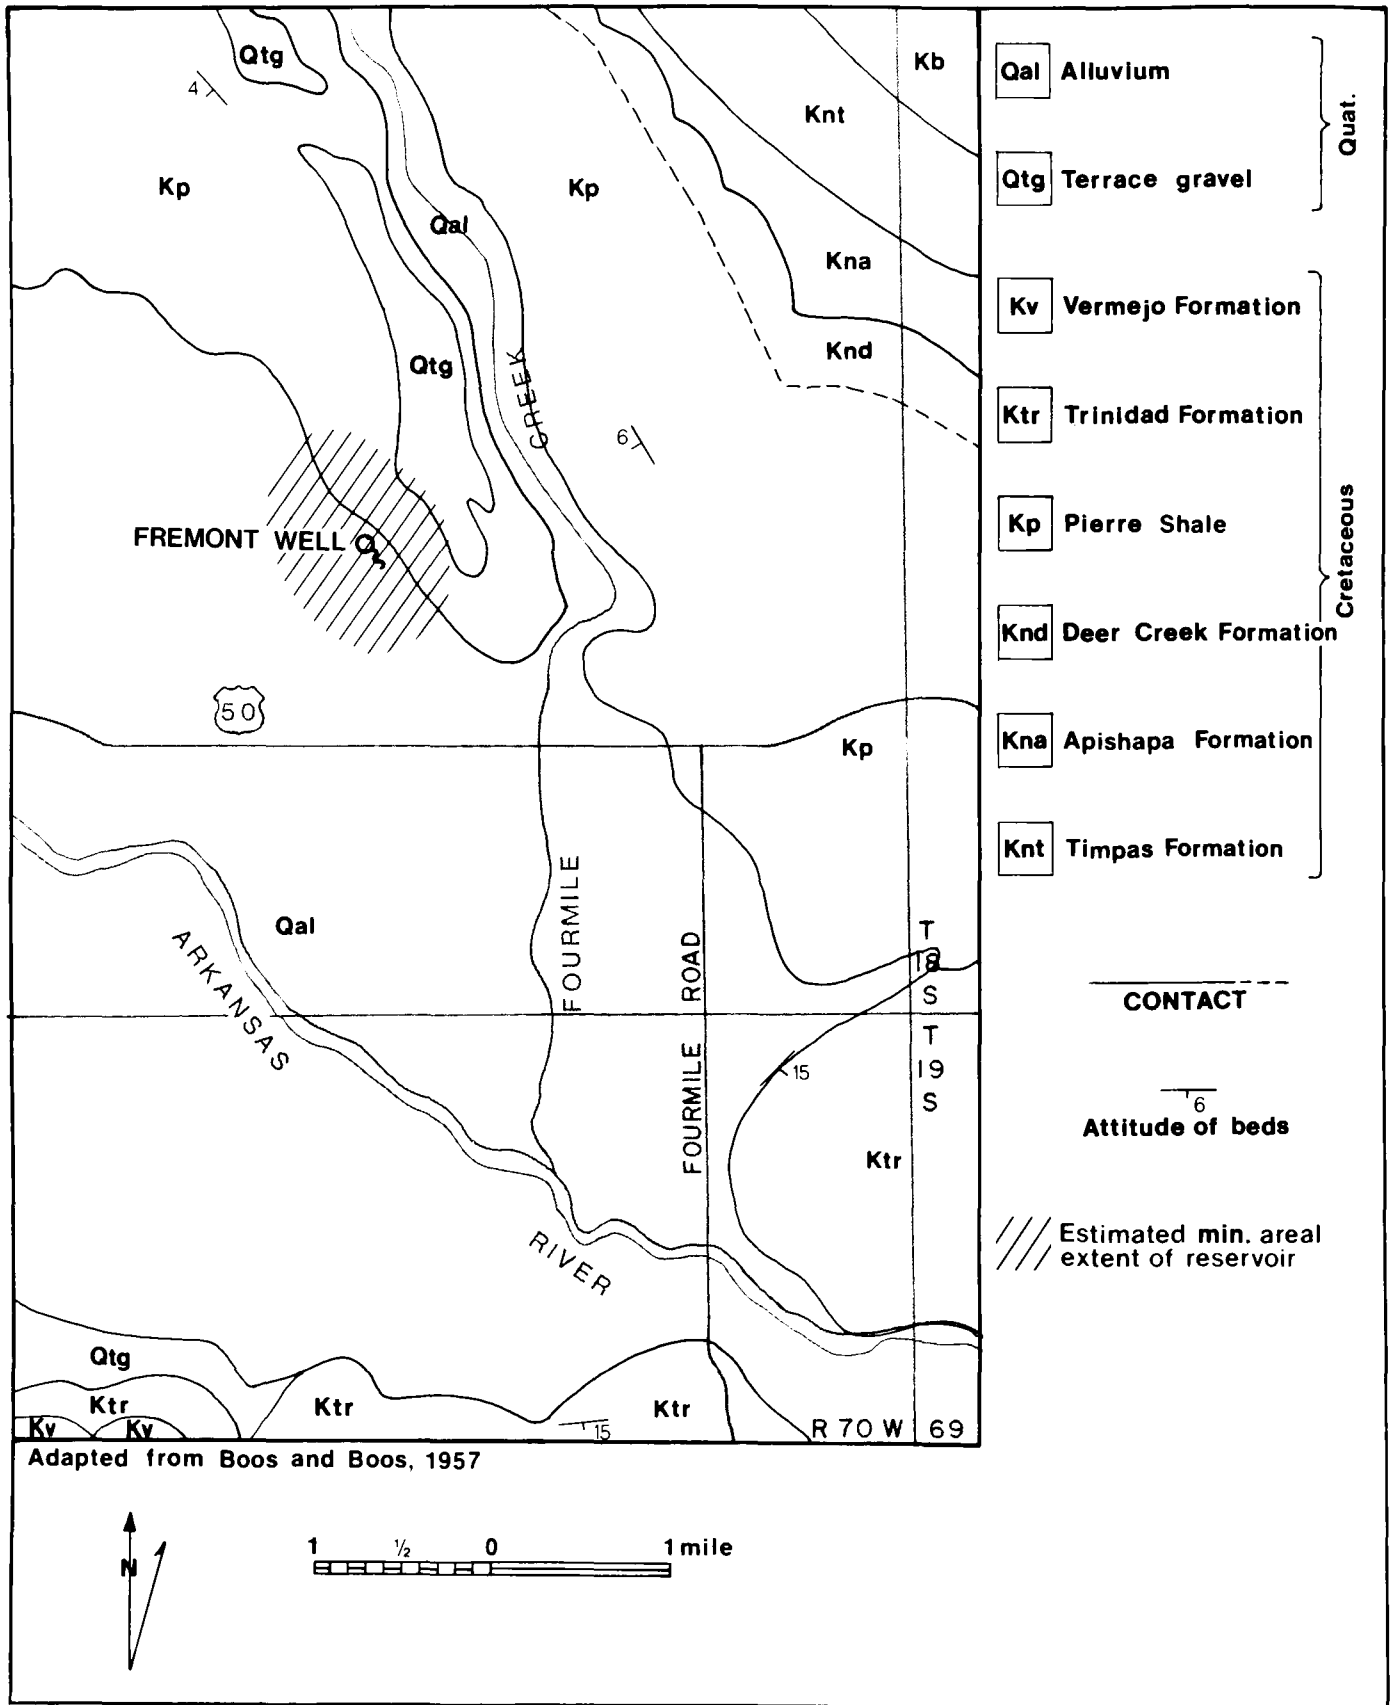 Qtg
4
Kb
Knt
Kp
Kp
Qal
Kna
Knd
Qtg
CREEK
6
FREMONT WELL
50
Kp
Qal
ARKANSAS
FOURMILE
FOURMILE ROAD
T
18
S
T
19
S
15
Ktr
RIVER
Qtg
Ktr
Kv
Kv
Ktr
15
Ktr
R 70 W
69
Qal Alluvium
Qtg Terrace gravel
Quat.
Kv Vermejo Formation
Ktr Trinidad Formation
Kp Pierre Shale
Knd Deer Creek Formation
Kna Apishapa Formation
Knt Timpas Formation
Cretaceous
CONTACT
6
Attitude of beds
Estimated min. areal
extent of reservoir
Adapted from Boos and Boos, 1957
N
1 ½ 0 1 mile